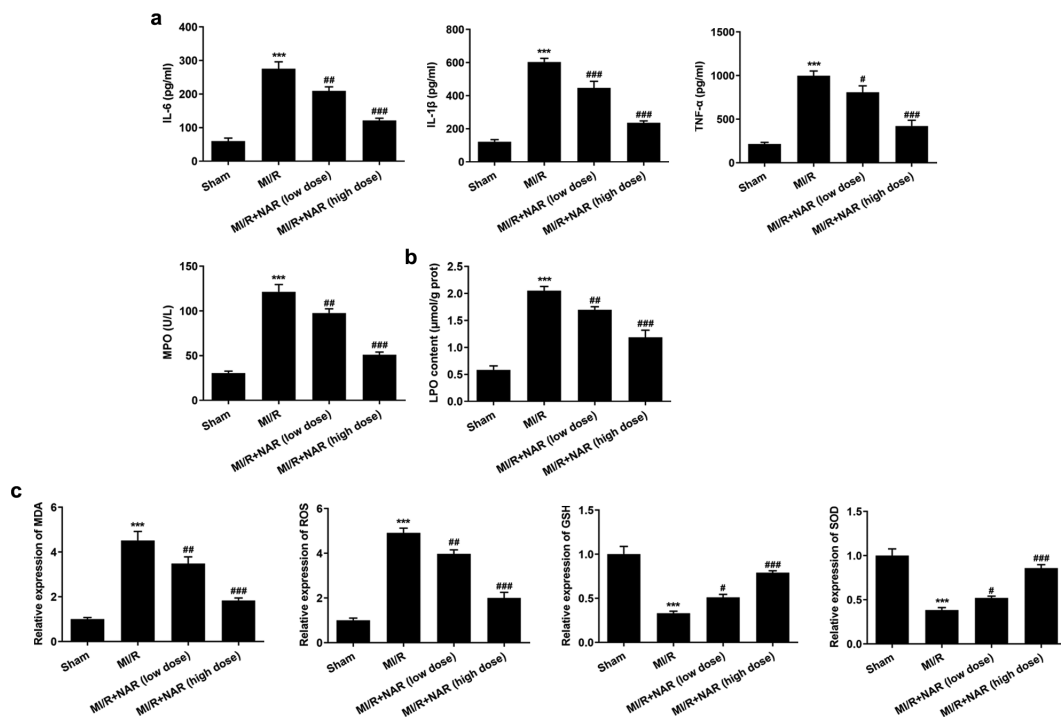 a
IL-6 (pg/ml)
400
300
200
100
0
***
##
###
Sham
MI/R
MI/R+NAR (low dose)
MI/R+NAR (high dose)
IL-1β (pg/ml)
800
600
400
200
0
***
###
###
Sham
MI/R
MI/R+NAR (low dose)
MI/R+NAR (high dose)
TNF-α (pg/ml)
1500
1000
500
0
***
#
###
Sham
MI/R
MI/R+NAR (low dose)
MI/R+NAR (high dose)
MPO (U/L)
150
100
50
0
***
##
###
Sham
MI/R
MI/R+NAR (low dose)
MI/R+NAR (high dose)
b
LPO content (μmol/g prot)
2.5
2.0
1.5
1.0
0.5
0.0
***
##
###
Sham
MI/R
MI/R+NAR (low dose)
MI/R+NAR (high dose)
c
Relative expression of MDA
6
4
2
0
***
##
###
Sham
MI/R
MI/R+NAR (low dose)
MI/R+NAR (high dose)
Relative expression of ROS
6
4
2
0
***
##
###
Sham
MI/R
MI/R+NAR (low dose)
MI/R+NAR (high dose)
Relative expression of GSH
1.5
1.0
0.5
0.0
***
#
###
Sham
MI/R
MI/R+NAR (low dose)
MI/R+NAR (high dose)
Relative expression of SOD
1.5
1.0
0.5
0.0
***
#
###
Sham
MI/R
MI/R+NAR (low dose)
MI/R+NAR (high dose)